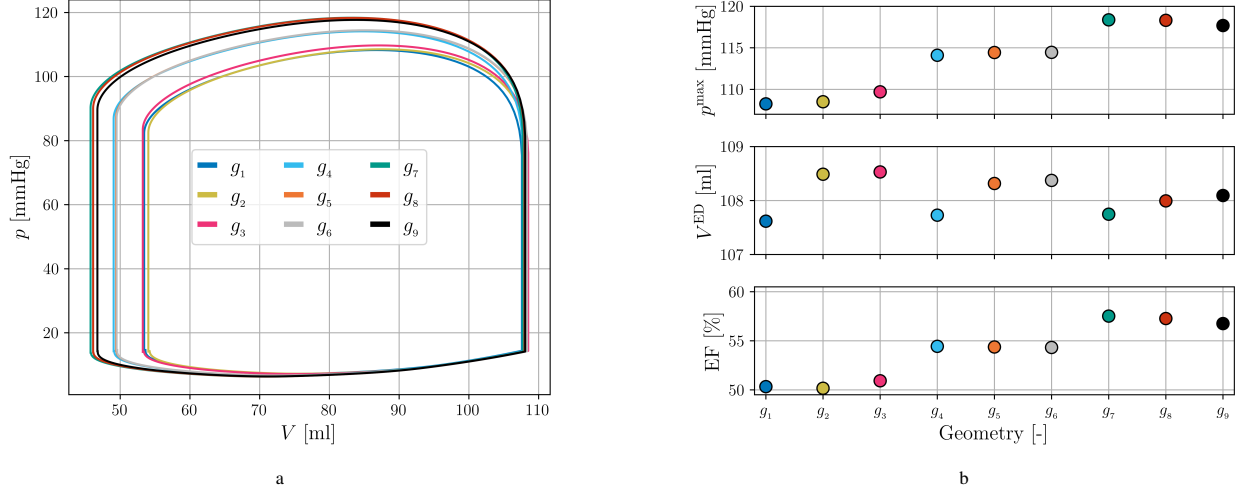 120
100
80
60
40
20
p [mmHg]
50 60 70 80 90 100 110
V [ml]
g1 g4 g7
g2 g5 g8
g3 g6 g9
a
120
115
110
pmax [mmHg]
109
108
107
VED [ml]
60
55
50
EF [%]
g1 g2 g3 g4 g5 g6 g7 g8 g9
Geometry [-]
b